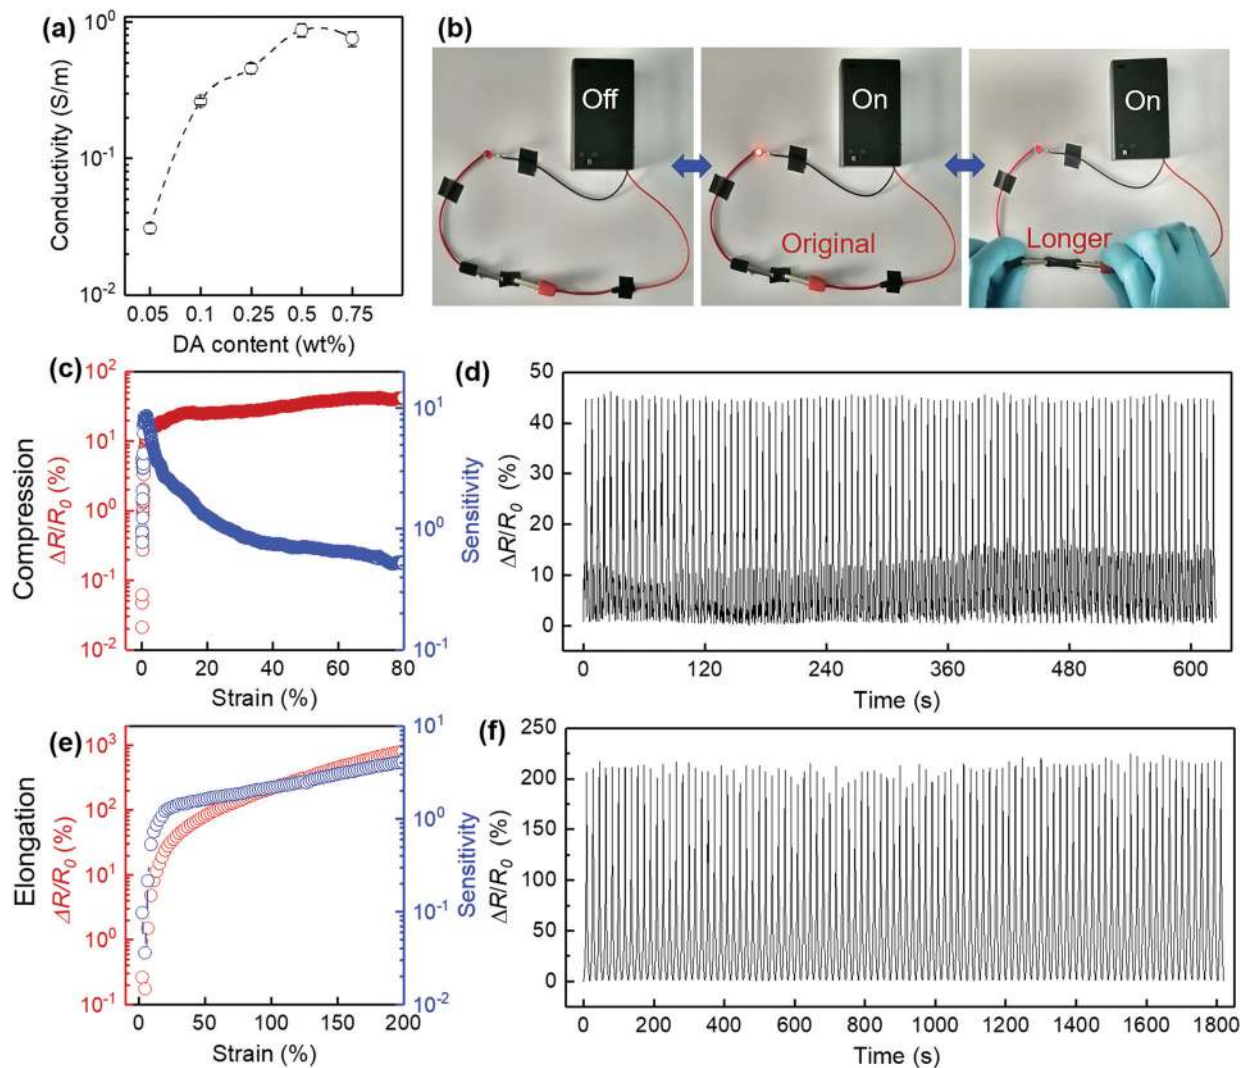 (a)
Conductivity (S/m)
10⁰
10⁻¹
10⁻²
0.05 0.1 0.25 0.5 0.75
DA content (wt%)
(b)
Off
On
Original
On
Longer
Compression
(c)
ΔR/R₀ (%)
10²
10¹
10⁰
10⁻¹
10⁻²
0 20 40 60 80
Strain (%)
10¹
10⁰
10⁻¹
Sensitivity
(d)
ΔR/R₀ (%)
50
40
30
20
10
0
0 120 240 360 480 600
Time (s)
Elongation
(e)
ΔR/R₀ (%)
10³
10²
10¹
10⁰
10⁻¹
0 50 100 150 200
Strain (%)
10¹
10⁰
10⁻¹
10⁻²
Sensitivity
(f)
ΔR/R₀ (%)
250
200
150
100
50
0
0 200 400 600 800 1000 1200 1400 1600 1800
Time (s)